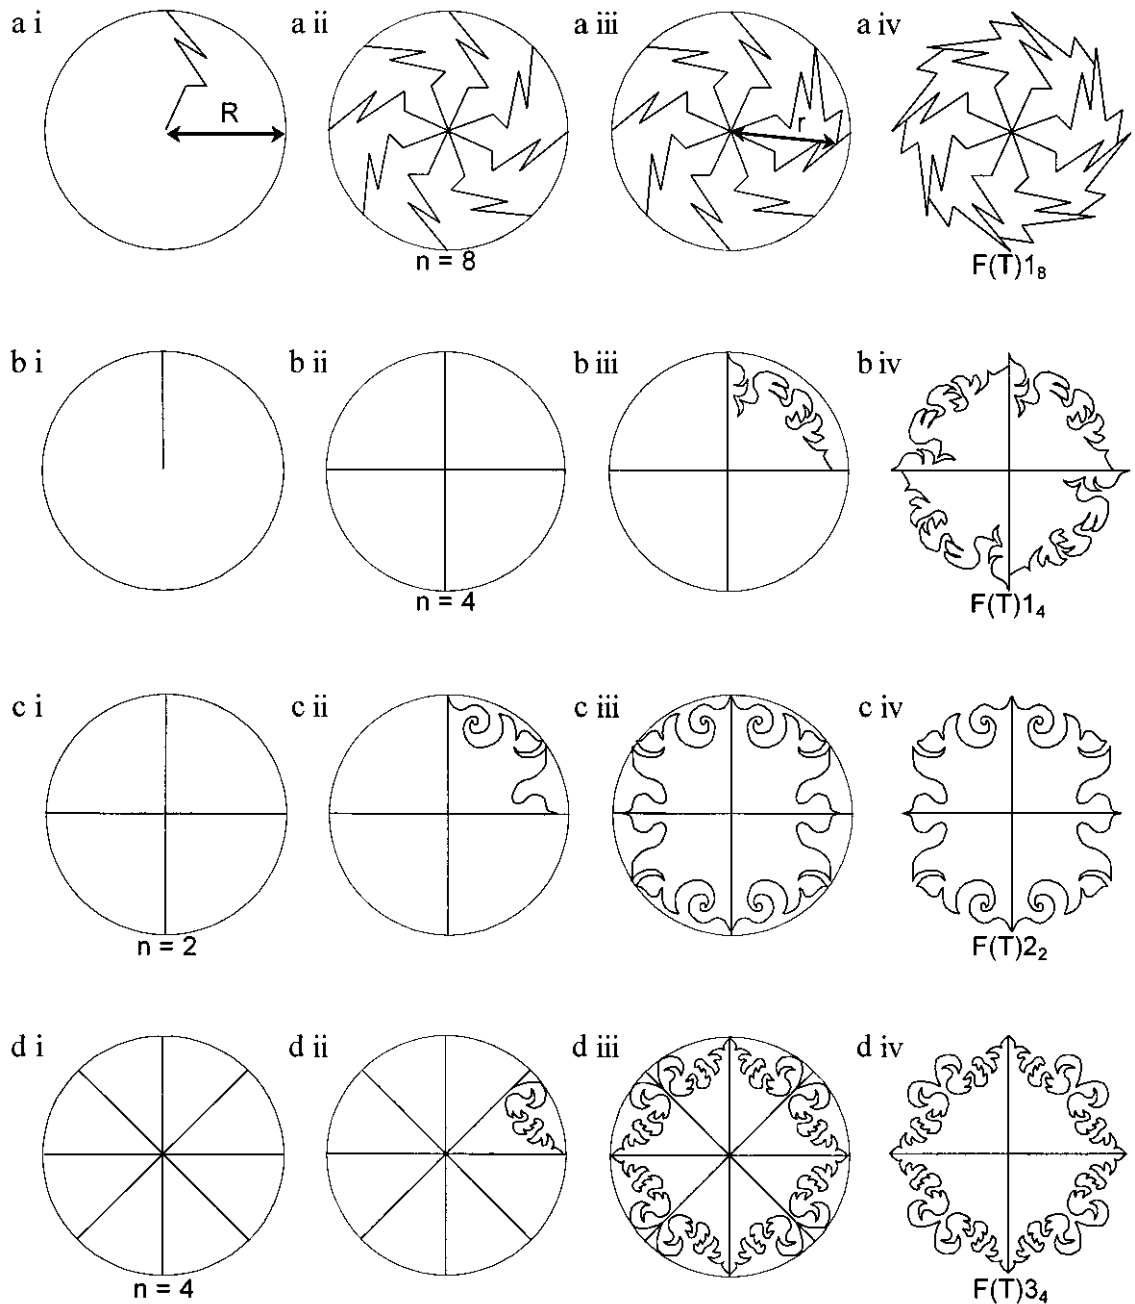 a i a ii a iii a iv
R r
n = 8 F(T)1₈
b i b ii b iii b iv
n = 4 F(T)1₄
c i c ii c iii c iv
n = 2 F(T)2₂
d i d ii d iii d iv
n = 4 F(T)3₄